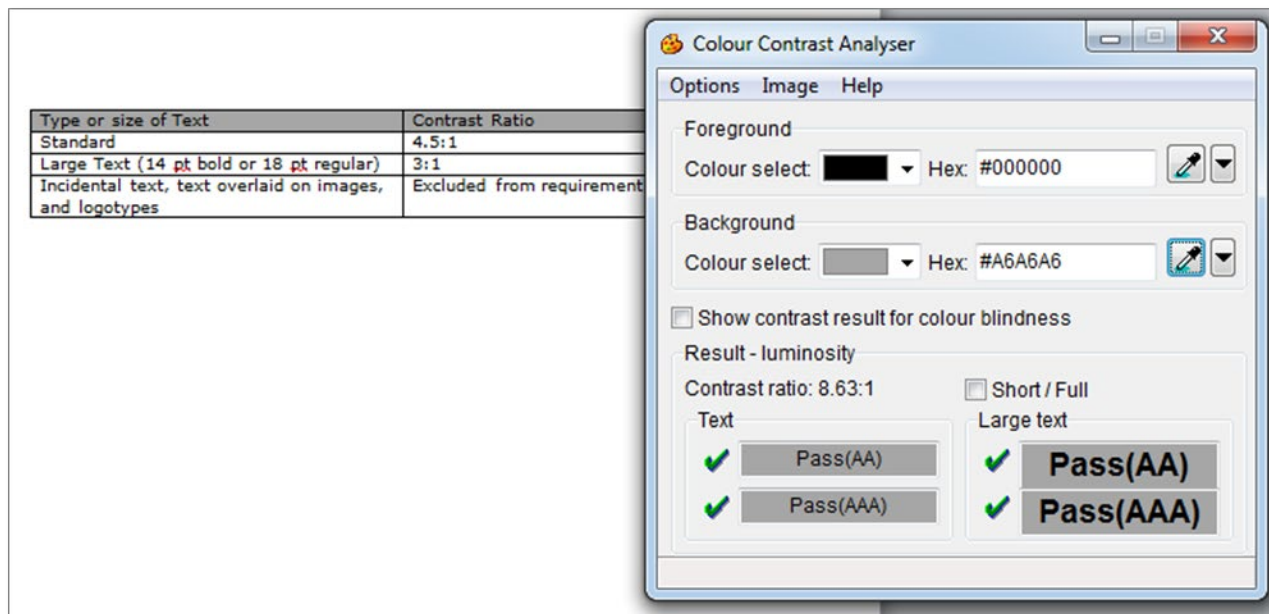 Type or size of Text Contrast Ratio
Standard 4.5:1
Large Text (14 pt bold or 18 pt regular) 3:1
Incidental text, text overlaid on images, Excluded from requirement
and logotypes
Colour Contrast Analyser
Options Image Help
Foreground
Colour select: Hex: #000000
Background
Colour select: Hex: #A6A6A6
Show contrast result for colour blindness
Result - luminosity
Contrast ratio: 8.63:1 Short / Full
Text Large text
Pass(AA) Pass(AA)
Pass(AAA) Pass(AAA)